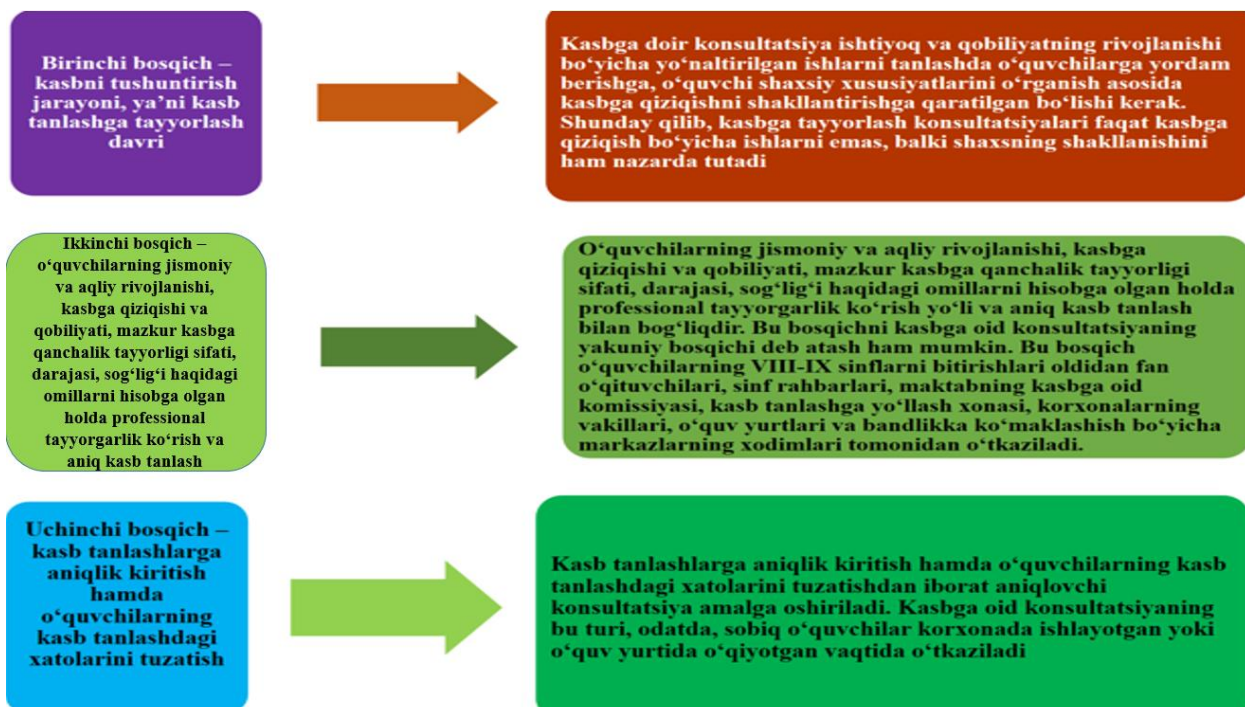 Birinchi bosqich –
kasbni tushuntirish
jarayoni, ya’ni kasb
tanlashga tayyorlash
davri
Kasbga doir konsultatsiya ishtiyoq va qobiliyatning rivojlanishi
bo‘yicha yo‘naltirilgan ishlarni tanlashda o‘quvchilarga yordam
berishga, o‘quvchi shaxsiy xususiyatlarini o‘rganish asosida
kasbga qiziqishni shakllantirishga qaratilgan bo‘lishi kerak.
Shunday qilib, kasbga tayyorlash konsultatsiyalari faqat kasbga
qiziqish bo‘yicha ishlarni emas, balki shaxsning shakllanishini
ham nazarda tutadi
Ikkinchi bosqich –
o‘quvchilarning jismoniy
va aqliy rivojlanishi,
kasbga qiziqishi va
qobiliyati, mazkur kasbga
qanchalik tayyorligi sifati,
darajasi, sog‘lig‘i haqidagi
omillarni hisobga olgan
holda professional
tayyorgarlik ko‘rish va
aniq kasb tanlash
O‘quvchilarning jismoniy va aqliy rivojlanishi, kasbga
qiziqishi va qobiliyati, mazkur kasbga qanchalik tayyorligi
sifati, darajasi, sog‘lig‘i haqidagi omillarni hisobga olgan holda
professional tayyorgarlik ko‘rish yo‘li va aniq kasb tanlash
bilan bog‘liqdir. Bu bosqichni kasbga oid konsultatsiyaning
yakuniy bosqichi deb atash ham mumkin. Bu bosqich
o‘quvchilarning VIII-IX sinflarni bitirishlari oldidan fan
o‘qituvchilari, sinf rahbarlari, maktabning kasbga oid
komissiyasi, kasb tanlashga yo‘llash xonasi, korxonalarning
vakillari, o‘quv yurtlari va bandlikka ko‘maklashish bo‘yicha
markazlarning xodimlari tomonidan o‘tkaziladi.
Uchinchi bosqich –
kasb tanlashlarga
aniqlik kiritish
hamda
o‘quvchilarning
kasb tanlashdagi
xatolarini tuzatish
Kasb tanlashlarga aniqlik kiritish hamda o‘quvchilarning kasb
tanlashdagi xatolarini tuzatishdan iborat aniqlovchi
konsultatsiya amalga oshiriladi. Kasbga oid konsultatsiyaning
bu turi, odatda, sobiq o‘quvchilar korxonada ishlayotgan yoki
o‘quv yurtida o‘qiyotgan vaqtida o‘tkaziladi